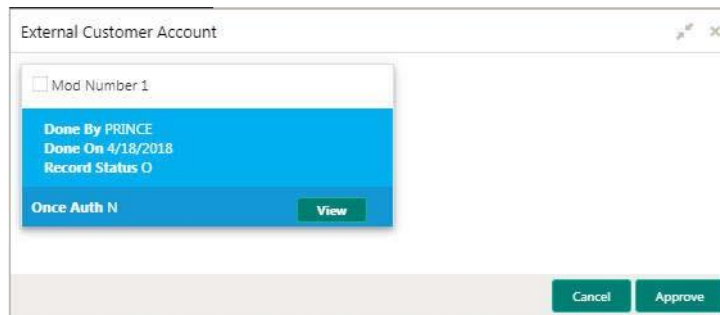 External Customer Account
Mod Number 1
Done By PRINCE
Done On 4/18/2018
Record Status O
Once Auth N
View
Cancel
Approve